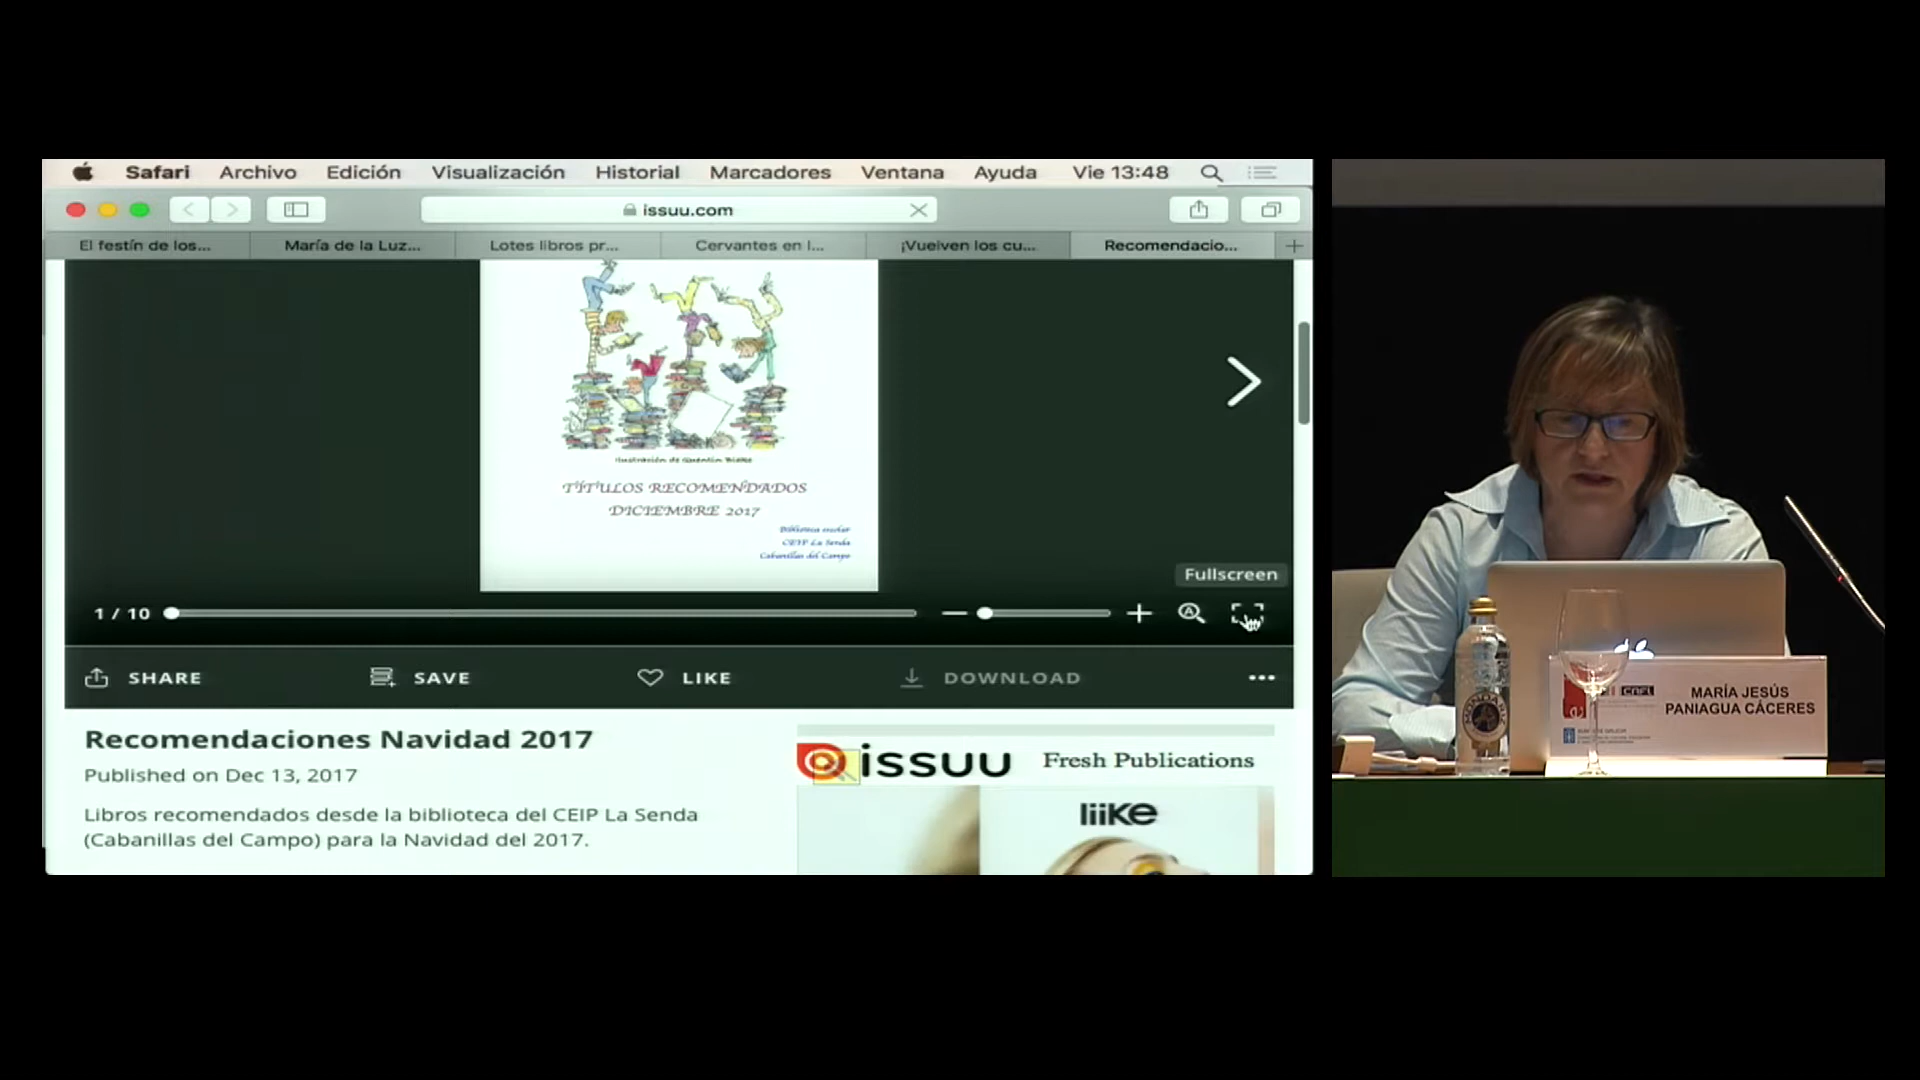 Safari Archivo Edición Visualización Historial Marcadores Ventana Ayuda Vie 13:48
issuu.com
El festín de los... María de la Luz... Lotes libros pr... Cervantes en l... ¡Vuelven los cu... Recomendacio...
Ilustración de Quentin Blake
TÍTULOS RECOMENDADOS
DICIEMBRE 2017
Biblioteca escolar
CEIP La Senda
Cabanillas del Campo
Fullscreen
1 / 10
SHARE SAVE LIKE DOWNLOAD
Recomendaciones Navidad 2017
Published on Dec 13, 2017
Libros recomendados desde la biblioteca del CEIP La Senda
(Cabanillas del Campo) para la Navidad del 2017.
issuu Fresh Publications
liike
MARÍA JESÚS
PANIAGUA CÁCERES